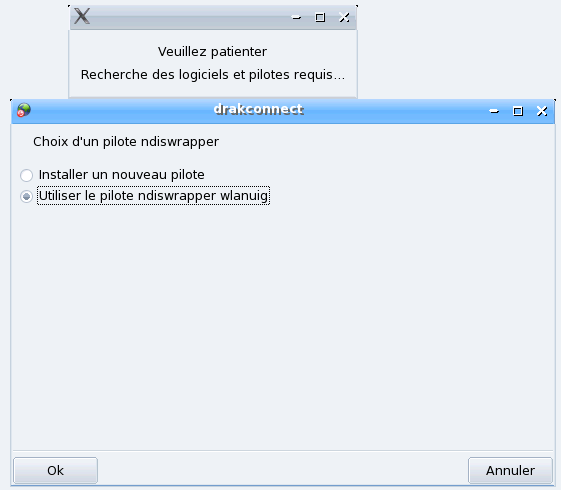 Veuillez patienter
Recherche des logiciels et pilotes requis...
drakconnect
Choix d'un pilote ndiswrapper
Installer un nouveau pilote
Utiliser le pilote ndiswrapper wlanuig
Ok
Annuler